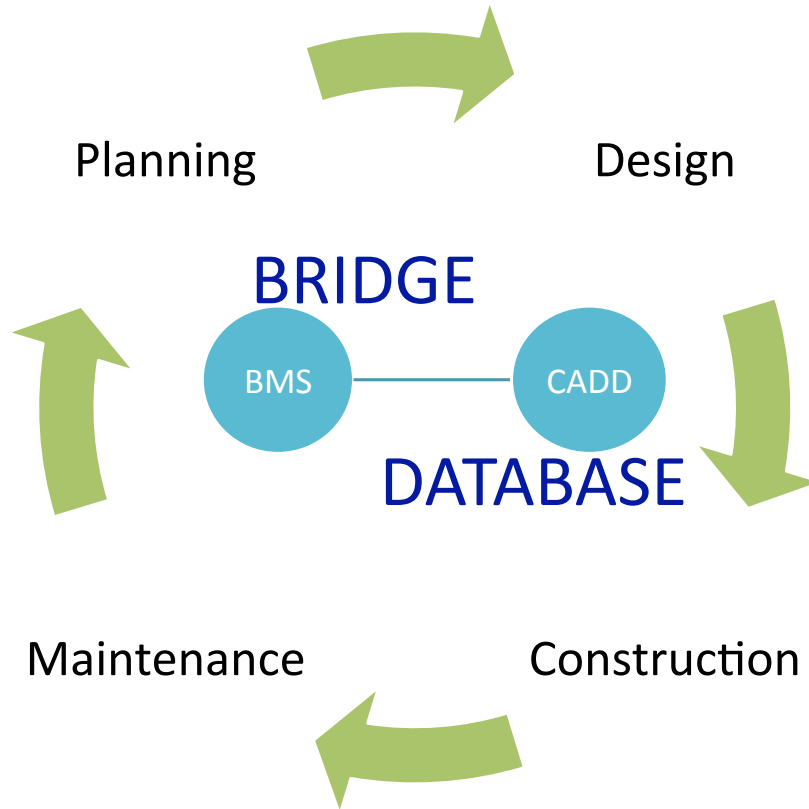 Planning
Design
BRIDGE
BMS
CADD
DATABASE
Maintenance
Construction